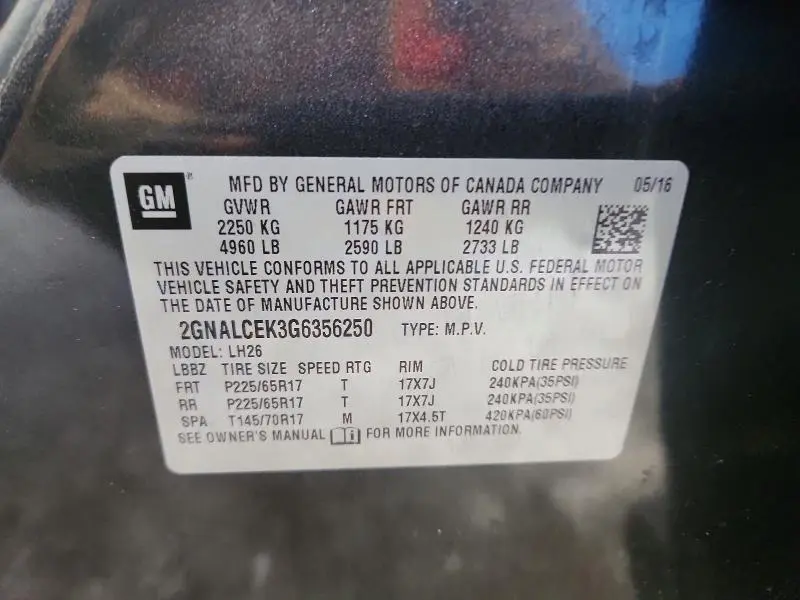 GM ® MFD BY GENERAL MOTORS OF CANADA COMPANY 05/16
GVWR GAWR FRT GAWR RR
2250 KG 1175 KG 1240 KG
4960 LB 2590 LB 2733 LB
THIS VEHICLE CONFORMS TO ALL APPLICABLE U.S. FEDERAL MOTOR
VEHICLE SAFETY AND THEFT PREVENTION STANDARDS IN EFFECT ON
THE DATE OF MANUFACTURE SHOWN ABOVE.
2GNALCEK3G6356250 TYPE: M.P.V.
MODEL: LH26
LBBZ TIRE SIZE SPEED RTG RIM COLD TIRE PRESSURE
FRT P225/65R17 T 17X7J 240KPA(35PSI)
RR P225/65R17 T 17X7J 240KPA(35PSI)
SPA T145/70R17 M 17X4.5T 420KPA(60PSI)
SEE OWNER'S MANUAL FOR MORE INFORMATION.